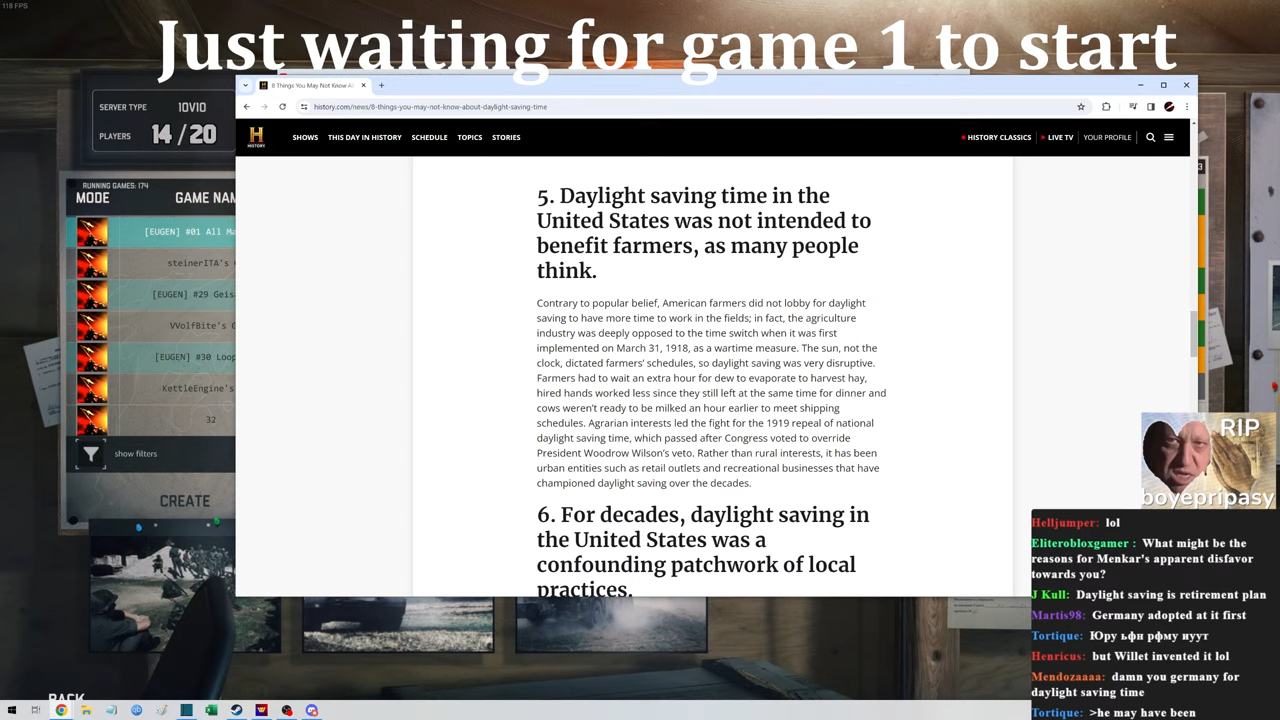 118 FPS
Just waiting for game 1 to start
8 Things You May Not Know A
history.com/news/8-things-you-may-not-know-about-daylight-saving-time
H
HISTORY
SHOWS
THIS DAY IN HISTORY
SCHEDULE
TOPICS
STORIES
HISTORY CLASSICS
LIVE TV
YOUR PROFILE
SERVER TYPE 10V10
PLAYERS 14 / 20
RUNNING GAMES: 174
MODE
GAME NAM
[EUGEN] #01 All Ma
steinerITA's
[EUGEN] #29 Geis
VVolfBite's G
[EUGEN] #30 Loop
KettleEngine's
32
show filters
CREATE
BACK
5. Daylight saving time in the
United States was not intended to
benefit farmers, as many people
think.
Contrary to popular belief, American farmers did not lobby for daylight
saving to have more time to work in the fields; in fact, the agriculture
industry was deeply opposed to the time switch when it was first
implemented on March 31, 1918, as a wartime measure. The sun, not the
clock, dictated farmers' schedules, so daylight saving was very disruptive.
Farmers had to wait an extra hour for dew to evaporate to harvest hay,
hired hands worked less since they still left at the same time for dinner and
cows weren't ready to be milked an hour earlier to meet shipping
schedules. Agrarian interests led the fight for the 1919 repeal of national
daylight saving time, which passed after Congress voted to override
President Woodrow Wilson's veto. Rather than rural interests, it has been
urban entities such as retail outlets and recreational businesses that have
championed daylight saving over the decades.
6. For decades, daylight saving in
the United States was a
confounding patchwork of local
practices.
RIP
boyepripasy
Helljumper: lol
Eliterobloxgamer : What might be the
reasons for Menkar's apparent disfavor
towards you?
J Kull: Daylight saving is retirement plan
Martis98: Germany adopted at it first
Tortique: Юру ьфн рфму иуут
Henricus: but Willet invented it lol
Mendozaaaa: damn you germany for
daylight saving time
Tortique: >he may have been